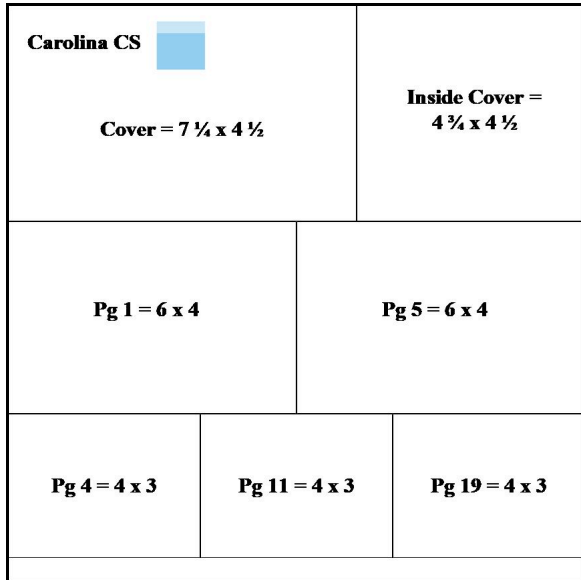 Carolina CS
Cover = 7 ¼ x 4 ½
Inside Cover =
4 ¾ x 4 ½
Pg 1 = 6 x 4
Pg 5 = 6 x 4
Pg 4 = 4 x 3
Pg 11 = 4 x 3
Pg 19 = 4 x 3